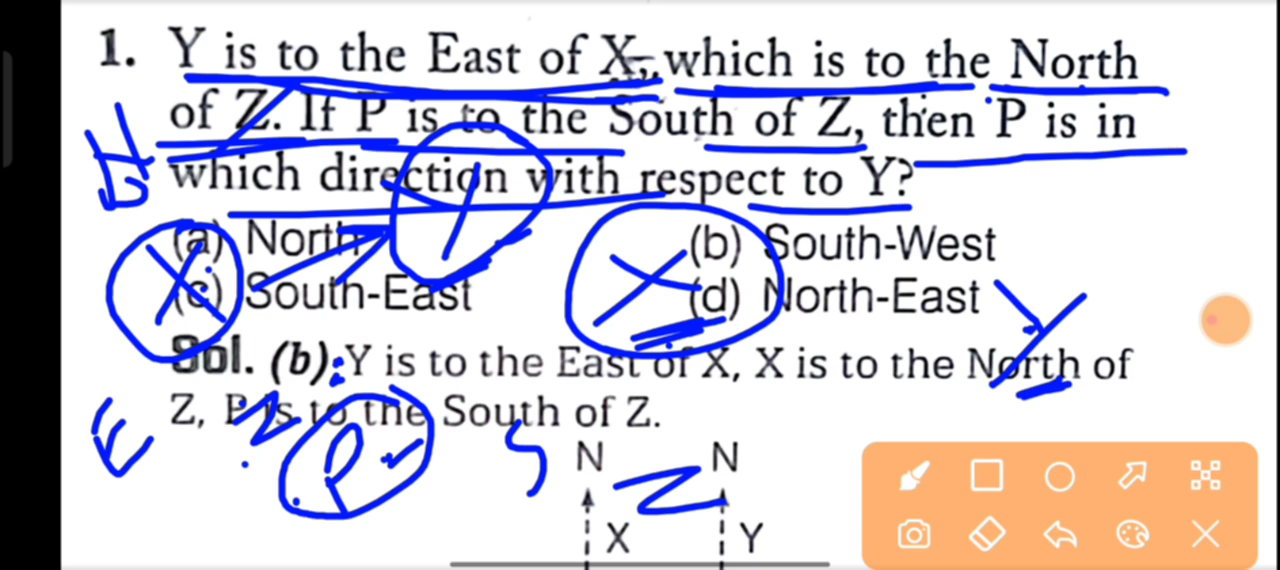 1. Y is to the East of X, which is to the North
of Z. If P is to the South of Z, then P is in
which direction with respect to Y?
(a) North (b) South-West
(c) South-East (d) North-East
Sol. (b): Y is to the East of X, X is to the North of
Z, P is to the South of Z.
E P S N N
X Y